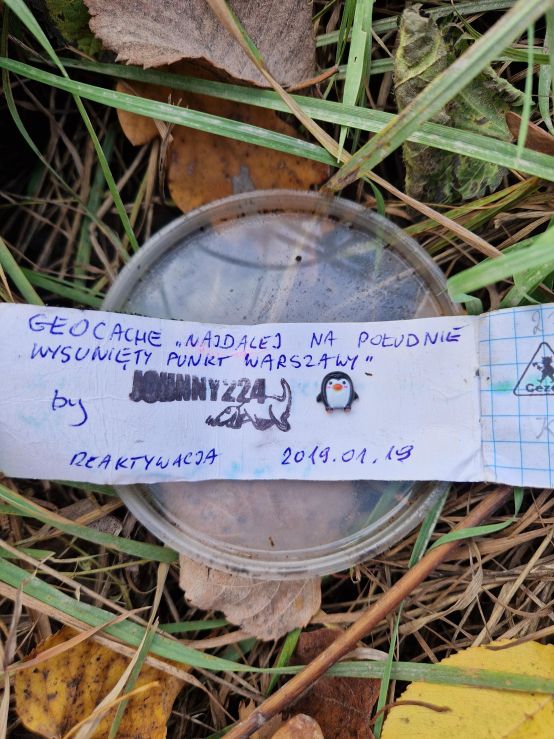 GEOCACHE „NAJDALEJ NA POŁUDNIE
WYSUNIĘTY PUNKT WARSZAWY"
by JOHNNY224
REAKTYWACJA 2019.01.19